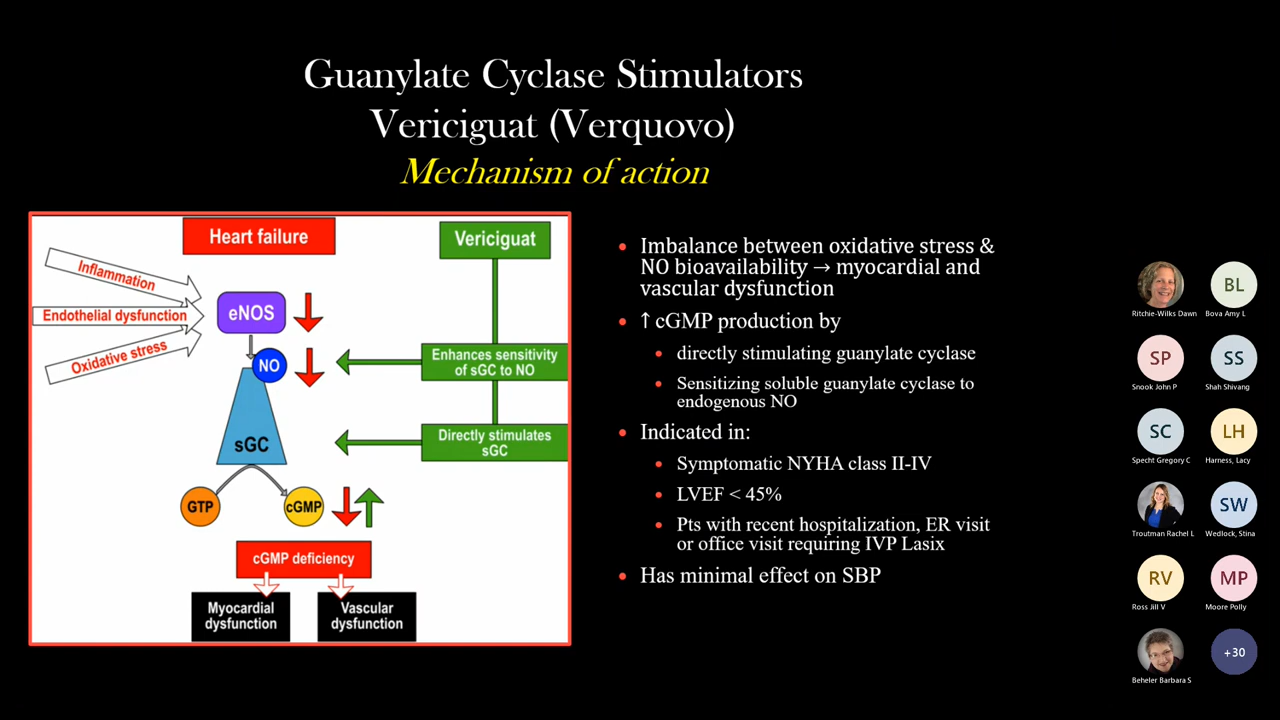 Guanylate Cyclase Stimulators
Vericiguat (Verquovo)
Mechanism of action
Heart failure
Vericiguat
Inflammation
Endothelial dysfunction
Oxidative stress
eNOS
NO
Enhances sensitivity
of sGC to NO
sGC
Directly stimulates
sGC
GTP
cGMP
cGMP deficiency
Myocardial
dysfunction
Vascular
dysfunction
• Imbalance between oxidative stress &
NO bioavailability → myocardial and
vascular dysfunction
• ↑ cGMP production by
• directly stimulating guanylate cyclase
• Sensitizing soluble guanylate cyclase to
endogenous NO
• Indicated in:
• Symptomatic NYHA class II-IV
• LVEF < 45%
• Pts with recent hospitalization, ER visit
or office visit requiring IVP Lasix
• Has minimal effect on SBP
Ritchie-Wilks Dawn
BL
Bova Amy L
SP
Snook John P
SS
Shah Shivang
SC
Specht Gregory C
LH
Harness, Lacy
Troutman Rachel L
SW
Wedlock, Stina
RV
Ross Jill V
MP
Moore Polly
Beheler Barbara S
+30